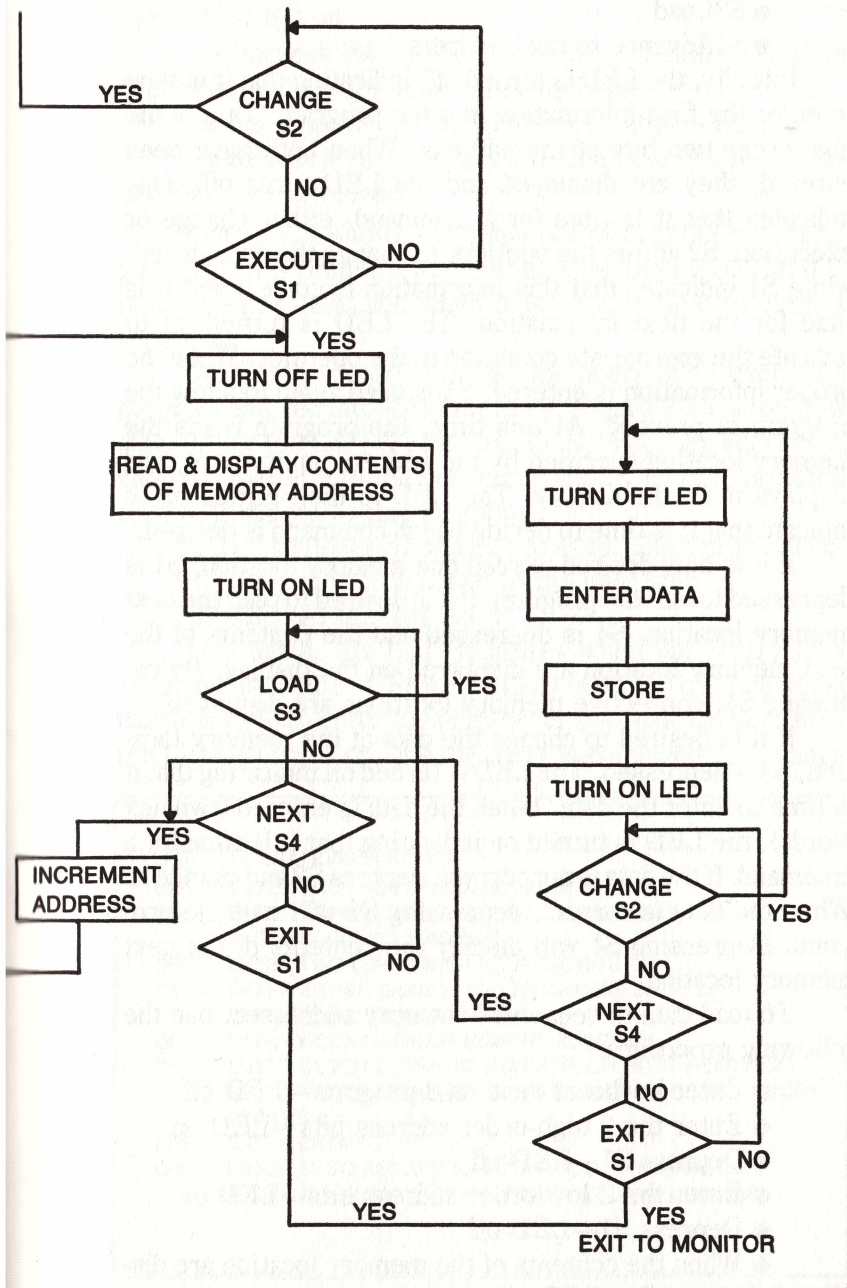 YES
CHANGE
S2
NO
EXECUTE
S1
NO
YES
TURN OFF LED
READ & DISPLAY CONTENTS
OF MEMORY ADDRESS
TURN ON LED
LOAD
S3
YES
NO
NEXT
S4
YES
INCREMENT
ADDRESS
NO
EXIT
S1
NO
YES
TURN OFF LED
ENTER DATA
STORE
TURN ON LED
CHANGE
S2
YES
NO
NEXT
S4
YES
NO
EXIT
S1
NO
YES
EXIT TO MONITOR